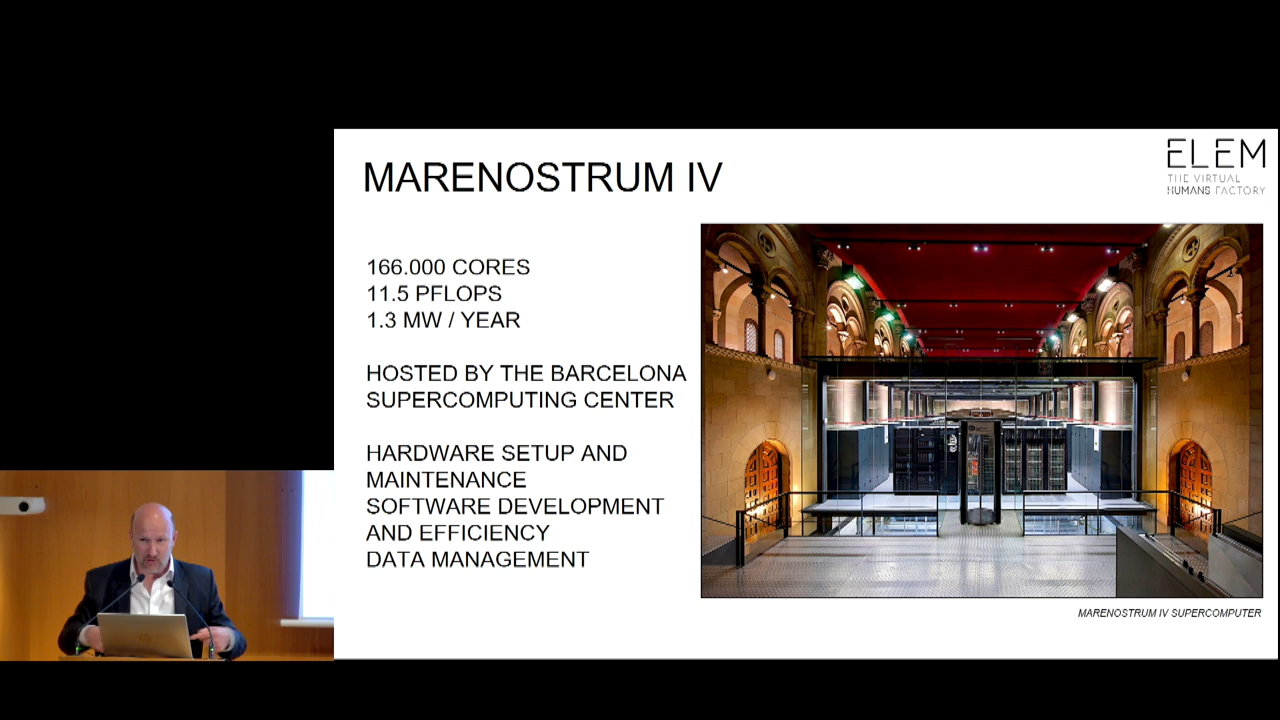 ELEM
THE VIRTUAL
HUMANS FACTORY
MARENOSTRUM IV
166.000 CORES
11.5 PFLOPS
1.3 MW / YEAR
HOSTED BY THE BARCELONA
SUPERCOMPUTING CENTER
HARDWARE SETUP AND
MAINTENANCE
SOFTWARE DEVELOPMENT
AND EFFICIENCY
DATA MANAGEMENT
MARENOSTRUM IV SUPERCOMPUTER